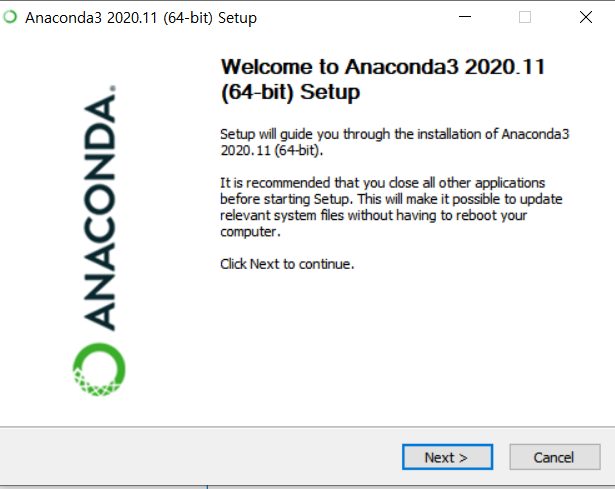 Anaconda3 2020.11 (64-bit) Setup
Welcome to Anaconda3 2020.11
(64-bit) Setup
Setup will guide you through the installation of Anaconda3
2020.11 (64-bit).
It is recommended that you close all other applications
before starting Setup. This will make it possible to update
relevant system files without having to reboot your
computer.
Click Next to continue.
ANACONDA.
Next >
Cancel